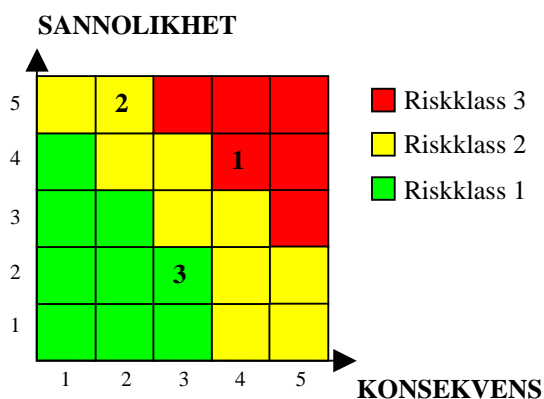 SANNOLIKHET
5
2
Riskklass 3
4
1
Riskklass 2
3
Riskklass 1
2
3
1
1 2 3 4 5
KONSEKVENS